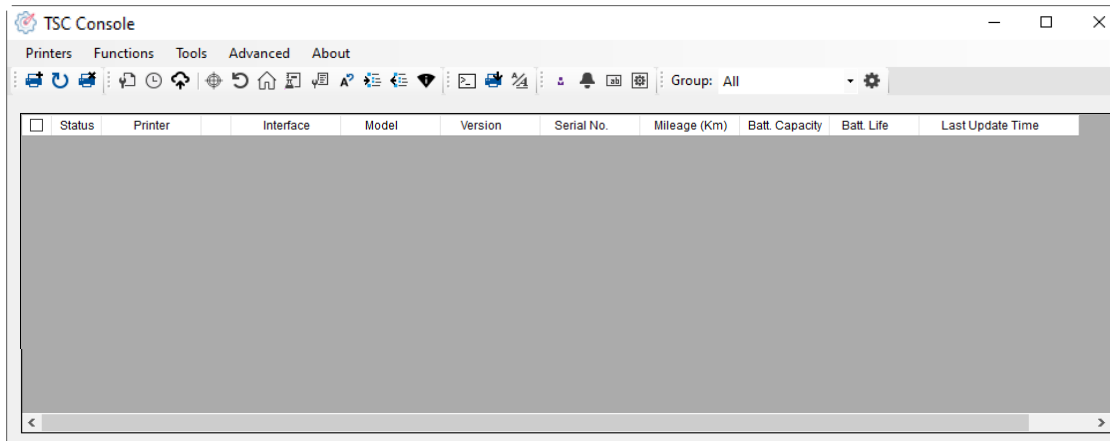 TSC Console
Printers Functions Tools Advanced About
Group: All
Status Printer Interface Model Version Serial No. Mileage (Km) Batt. Capacity Batt. Life Last Update Time